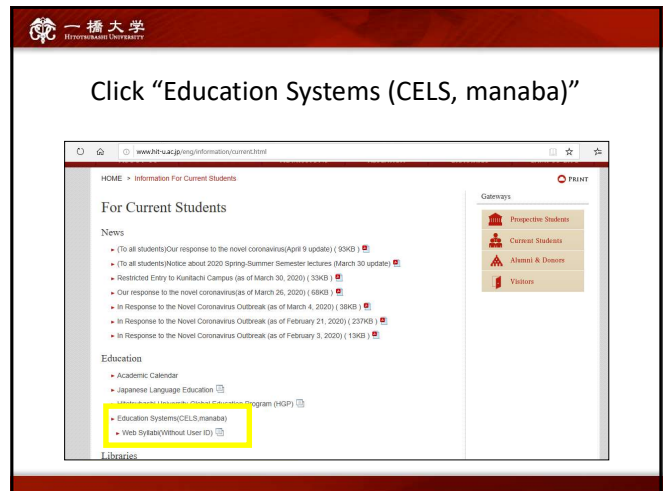 一橋大学
HITOTSUBASHI UNIVERSITY
Click “Education Systems (CELS, manaba)”
www.hit-u.ac.jp/eng/information/current.html
HOME > Information For Current Students
PRINT
For Current Students
News
(To all students)Our response to the novel coronavirus(April 9 update) ( 93KB )
(To all students)Notice about 2020 Spring-Summer Semester lectures (March 30 update)
Restricted Entry to Kunitachi Campus (as of March 30, 2020) ( 33KB )
Our response to the novel coronavirus(as of March 26, 2020) ( 68KB )
In Response to the Novel Coronavirus Outbreak (as of March 4, 2020) ( 38KB )
In Response to the Novel Coronavirus Outbreak (as of February 21, 2020) ( 237KB )
In Response to the Novel Coronavirus Outbreak (as of February 3, 2020) ( 13KB )
Education
Academic Calendar
Japanese Language Education
Hitotsubashi University Global Education Program (HGP)
Education Systems(CELS,manaba)
Web Syllabi(Without User ID)
Libraries
Gateways
Prospective Students
Current Students
Alumni & Donors
Visitors